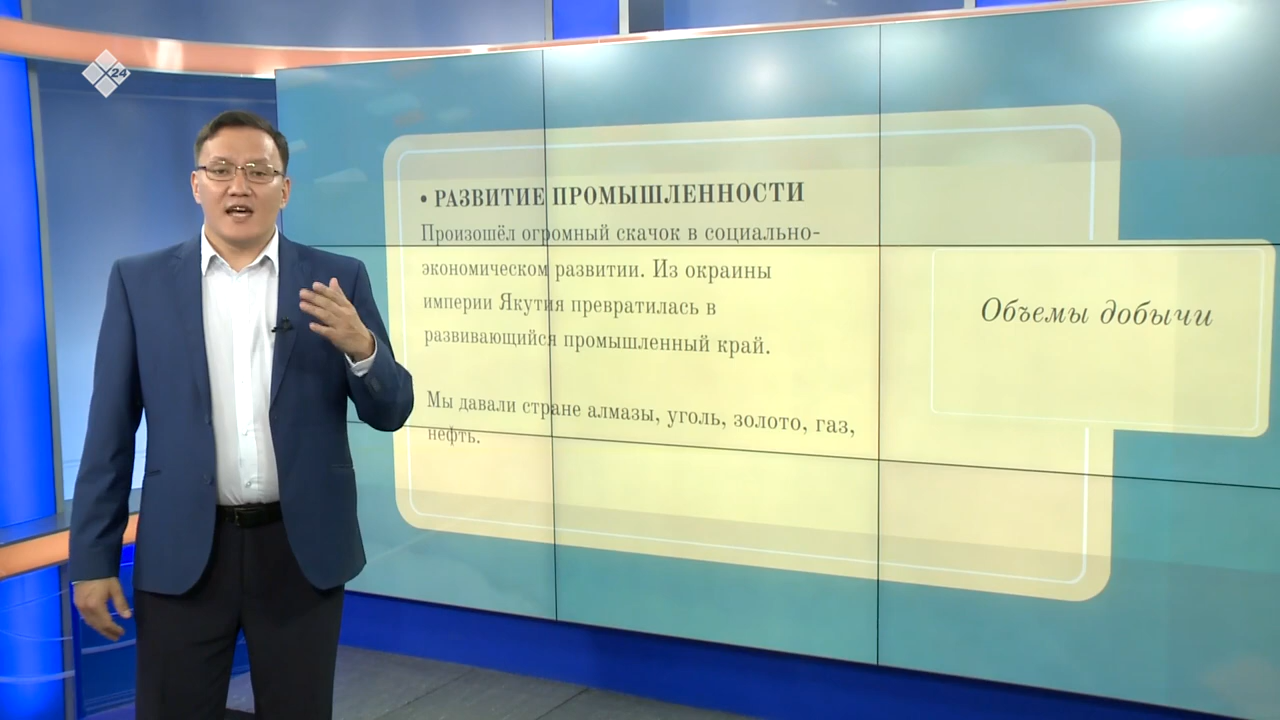 24
• РАЗВИТИЕ ПРОМЫШЛЕННОСТИ
Произошёл огромный скачок в социально-
экономическом развитии. Из окраины
империи Якутия превратилась в
развивающийся промышленный край.
Мы давали стране алмазы, уголь, золото, газ,
нефть.
Объемы добычи